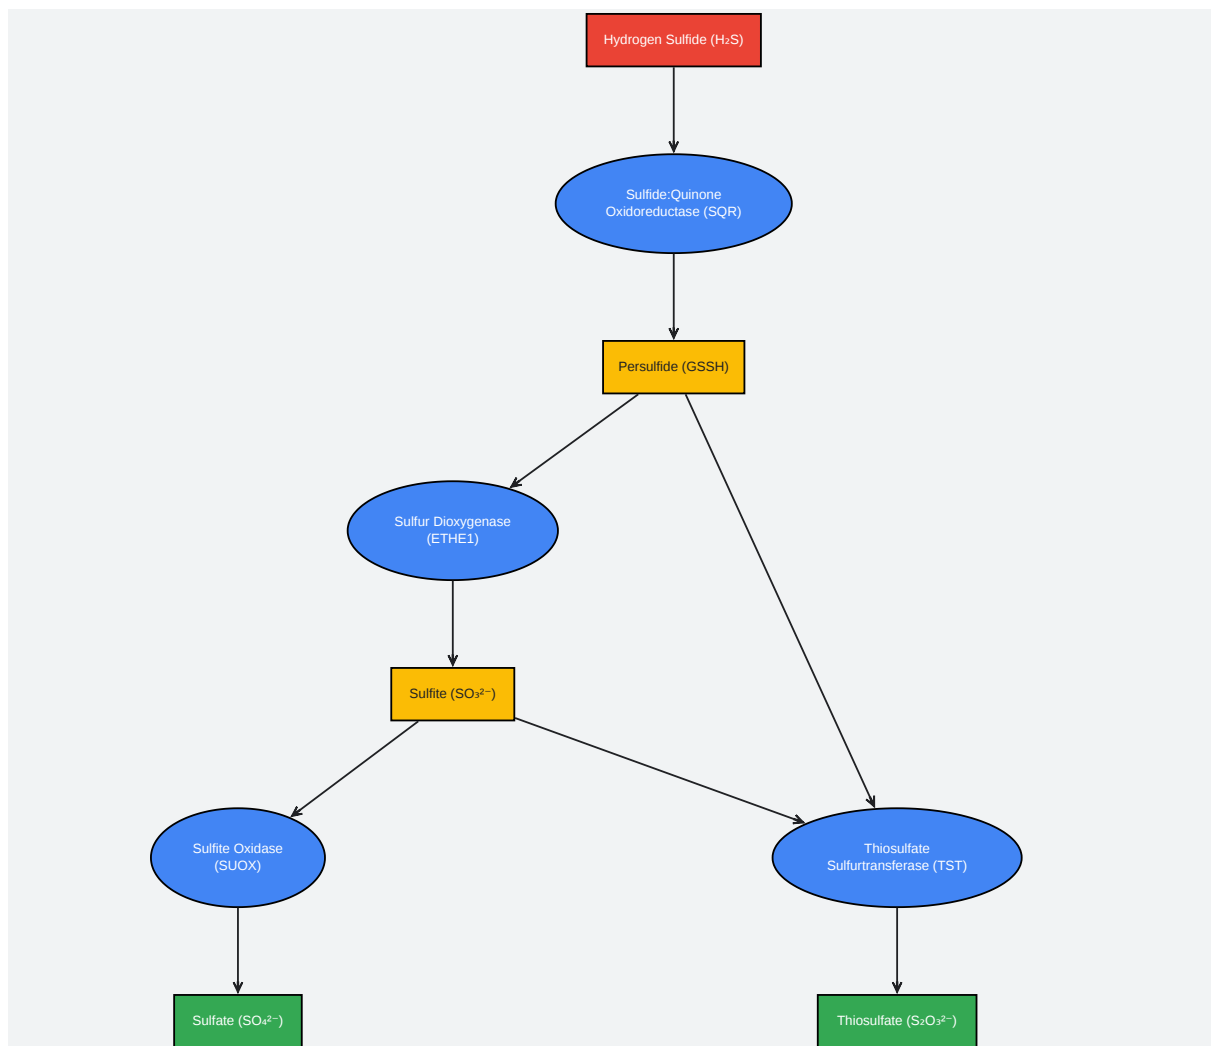 Hydrogen Sulfide (H₂S)
Sulfide:Quinone
Oxidoreductase (SQR)
Persulfide (GSSH)
Sulfur Dioxygenase
(ETHE1)
Sulfite (SO₃²⁻)
Sulfite Oxidase
(SUOX)
Thiosulfate
Sulfurtransferase (TST)
Sulfate (SO₄²⁻)
Thiosulfate (S₂O₃²⁻)